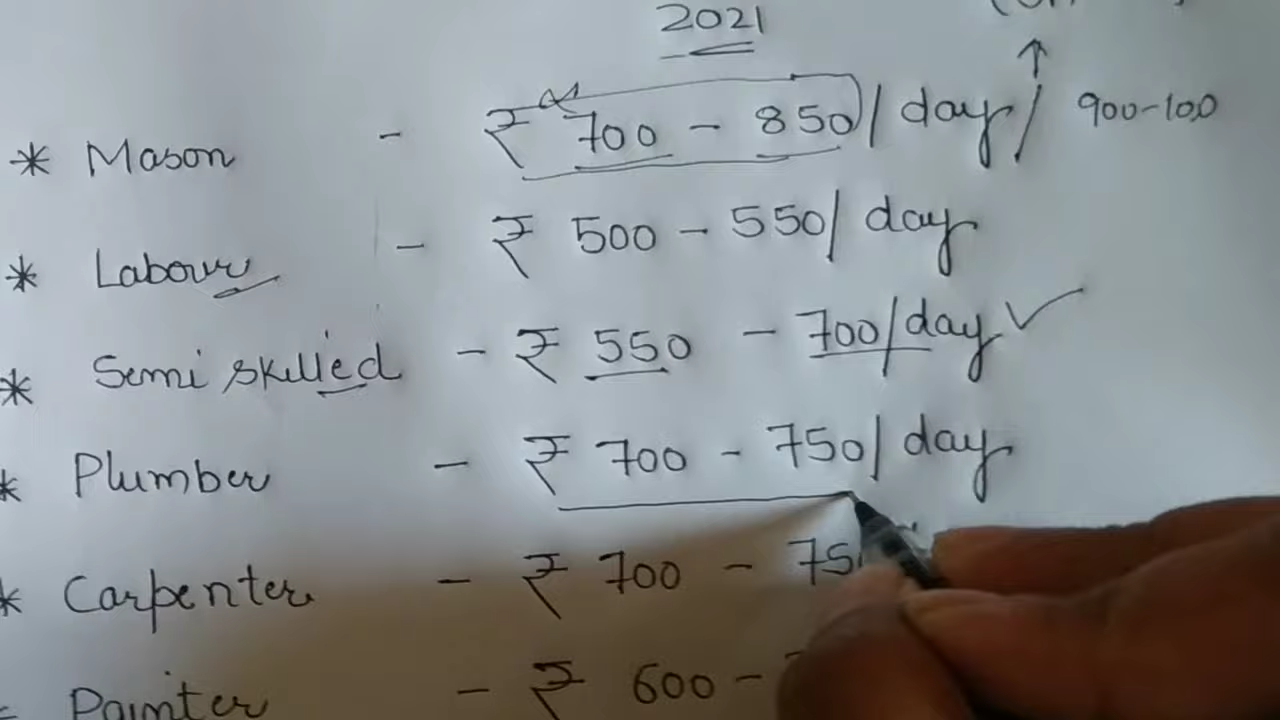 2021
* Mason - ₹ 700 - 850/day/ 900-100
* Labour - ₹ 500 - 550/day
* Semi skilled - ₹ 550 - 700/day ✓
* Plumber - ₹ 700 - 750/day
* Carpenter - ₹ 700 - 75
* Painter - ₹ 600 -